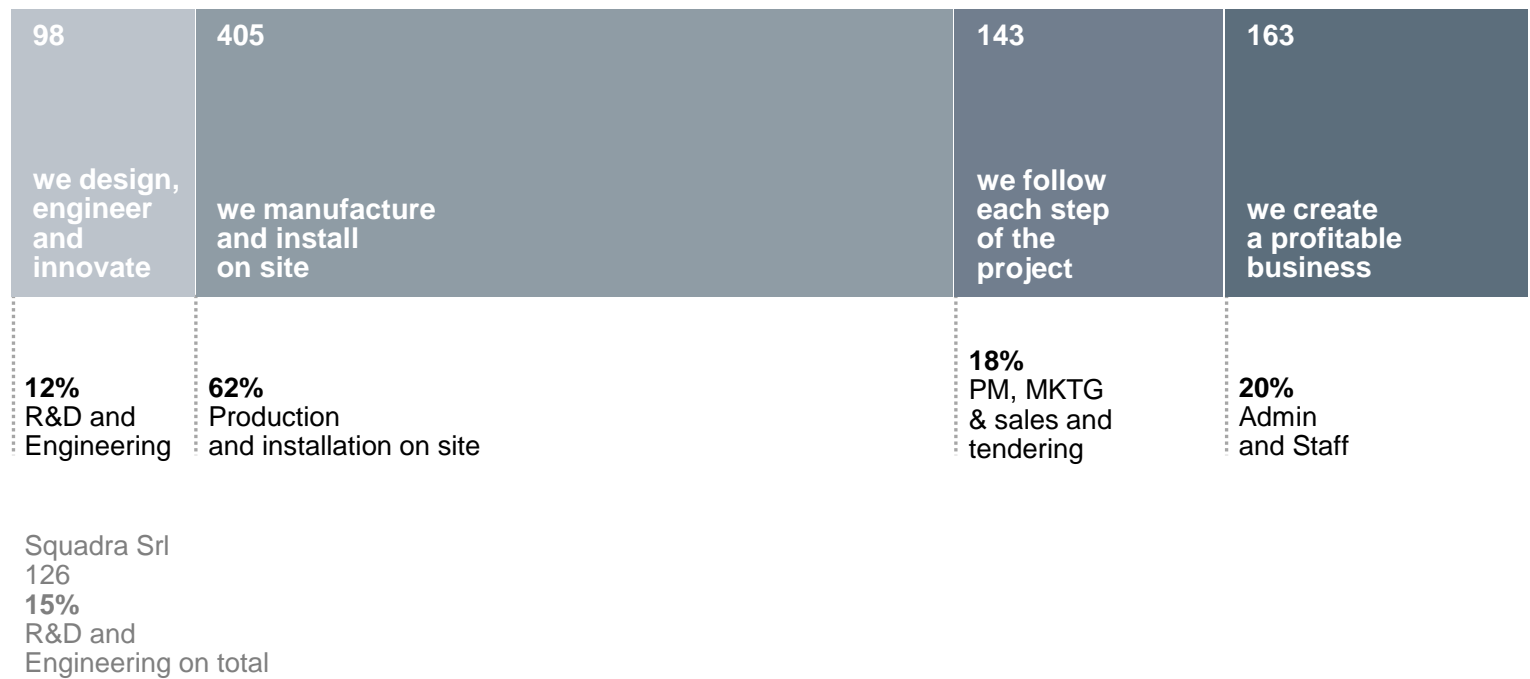 98
we design,
engineer
and
innovate
405
we manufacture
and install
on site
143
we follow
each step
of the
project
163
we create
a profitable
business
12%
R&D and
Engineering
62%
Production
and installation on site
18%
PM, MKTG
& sales and
tendering
20%
Admin
and Staff
Squadra Srl
126
15%
R&D and
Engineering on total